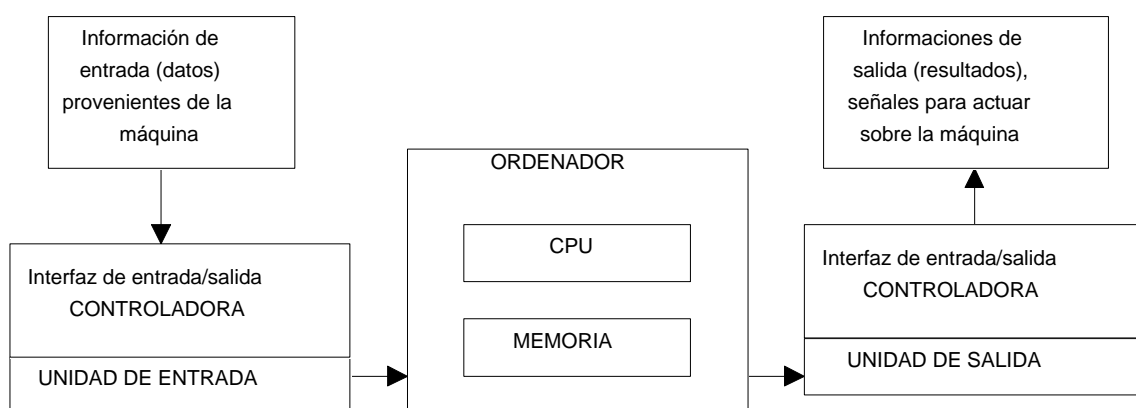 Información de
entrada (datos)
provenientes de la
máquina
Informaciones de
salida (resultados),
señales para actuar
sobre la máquina
ORDENADOR
CPU
MEMORIA
Interfaz de entrada/salida
CONTROLADORA
UNIDAD DE ENTRADA
Interfaz de entrada/salida
CONTROLADORA
UNIDAD DE SALIDA